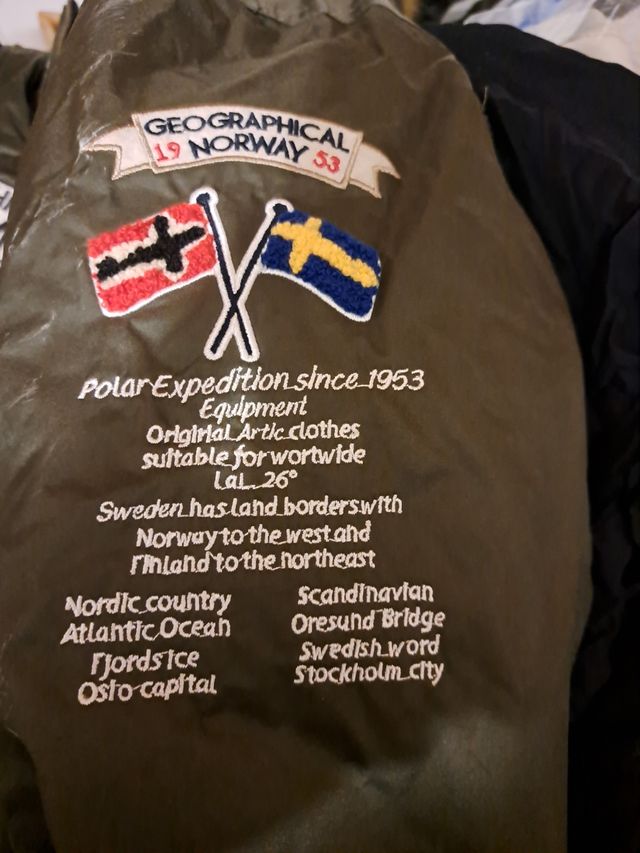 GEOGRAPHICAL
19 NORWAY 53
Polar Expedition since 1953
Equipment
Original Artic clothes
suitable for wortwide
Lal 26°
Sweden has land borders with
Norway to the west and
Finland to the northeast
Nordic country
Atlantic Ocean
Fjords ice
Oslo capital
Scandinavian
Oresund Bridge
Swedish word
Stockholm city